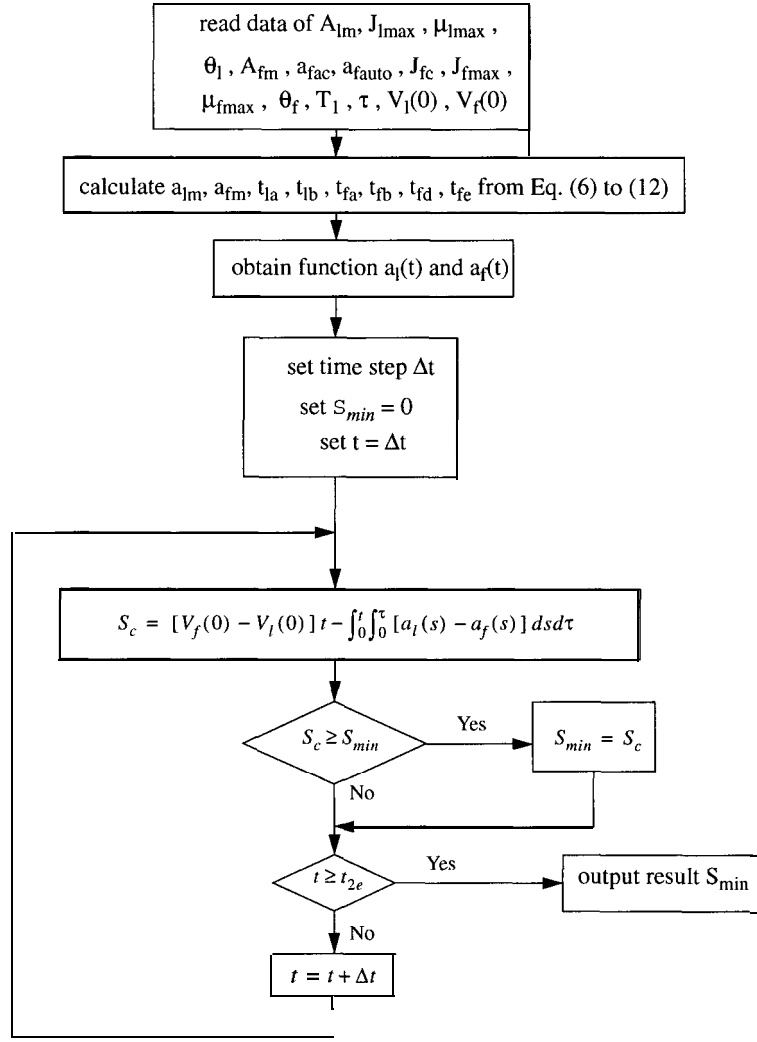 read data of A_lm, J_lmax , μ_lmax ,
θ_l , A_fm , a_fac, a_fauto , J_fc , J_fmax ,
μ_fmax , θ_f , T_l , τ , V_l(0) , V_f(0)
calculate a_lm, a_fm, t_la , t_lb , t_fa, t_fb , t_fd , t_fe from Eq. (6) to (12)
obtain function a_l(t) and a_f(t)
set time step Δt
set S_min = 0
set t = Δt
S_c = [V_f(0) – V_l(0)] t – ∫_0^t ∫_0^τ [a_l(s) – a_f(s)] dsdτ
S_c ≥ S_min
Yes
S_min = S_c
No
t ≥ t_2e
Yes
output result S_min
No
t = t + Δt